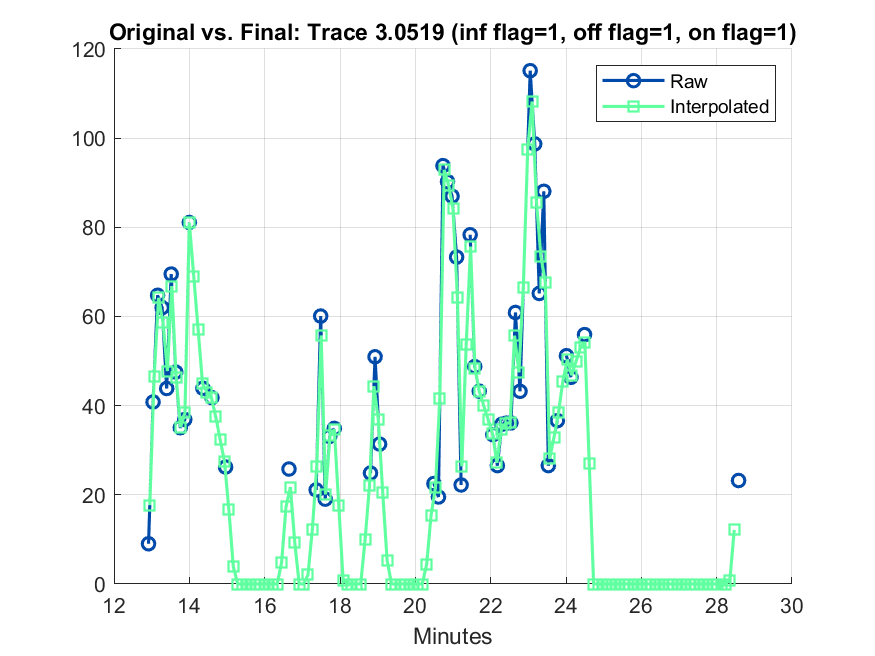 Original vs. Final: Trace 3.0519 (inf flag=1, off flag=1, on flag=1)
120
Raw
Interpolated
100
80
60
40
20
0
12 14 16 18 20 22 24 26 28 30
Minutes